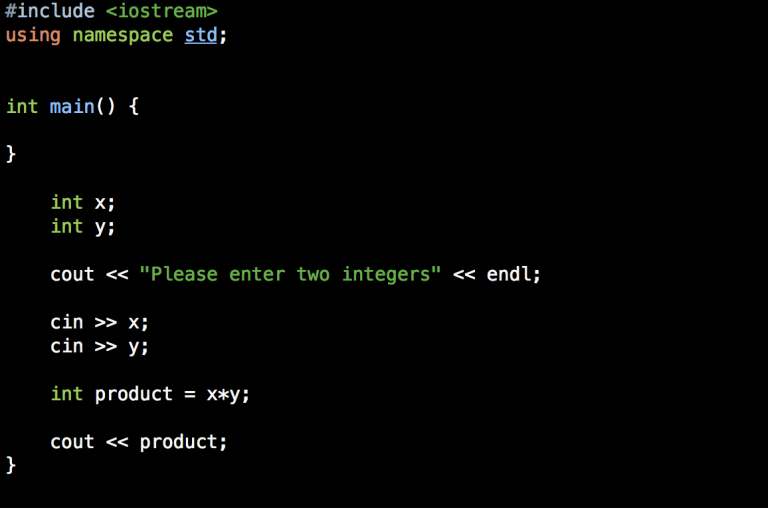 #include <iostream>
using namespace std;
int main() {
}
int x;
int y;
cout << "Please enter two integers" << endl;
cin >> x;
cin >> y;
int product = x*y;
cout << product;
}